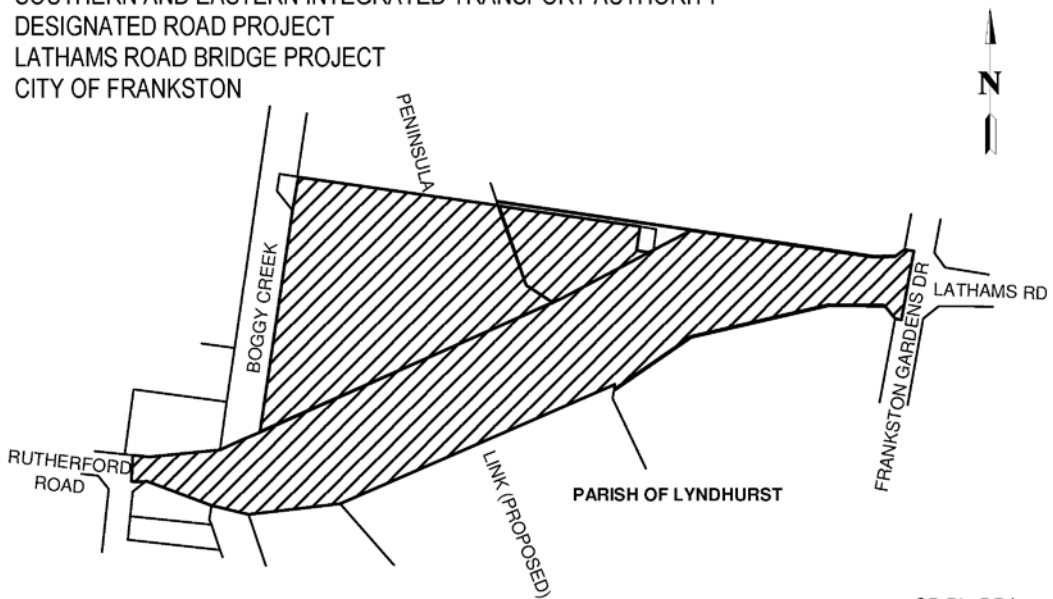 SOUTHERN AND EASTERN INTEGRATED TRANSPORT AUTHORITY
DESIGNATED ROAD PROJECT
LATHAMS ROAD BRIDGE PROJECT
CITY OF FRANKSTON
N
PENINSULA
BOGGY CREEK
LATHAMS RD
FRANKSTON GARDENS DR
RUTHERFORD
ROAD
LINK (PROPOSED)
PARISH OF LYNDHURST